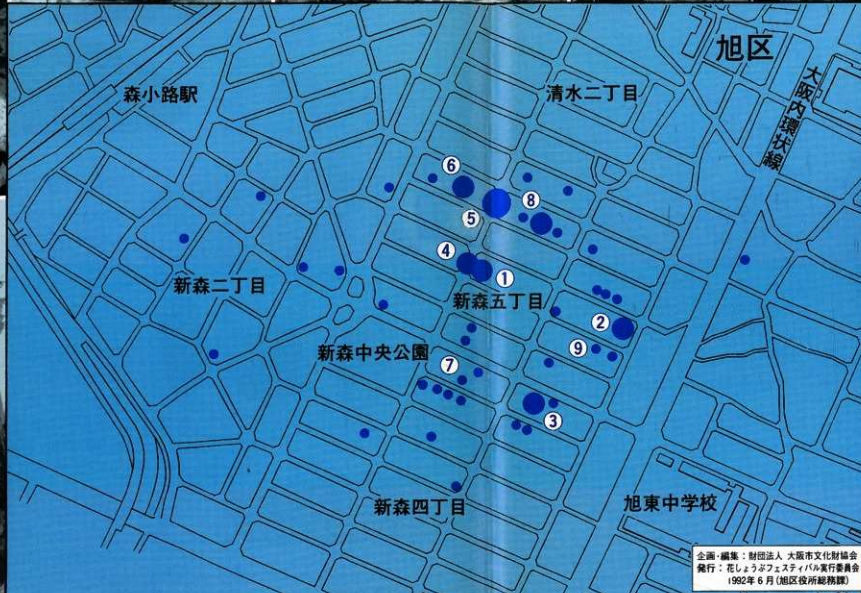 旭区
大阪内環状線
森小路駅
清水二丁目
⑥
⑧
⑤
④
①
新森二丁目
新森五丁目
②
新森中央公園
⑨
⑦
③
新森四丁目
旭東中学校
企画・編集：財団法人 大阪市文化財協会
発行：花しょうぶフェスティバル実行委員会
1992年6月(旭区役所総務課)